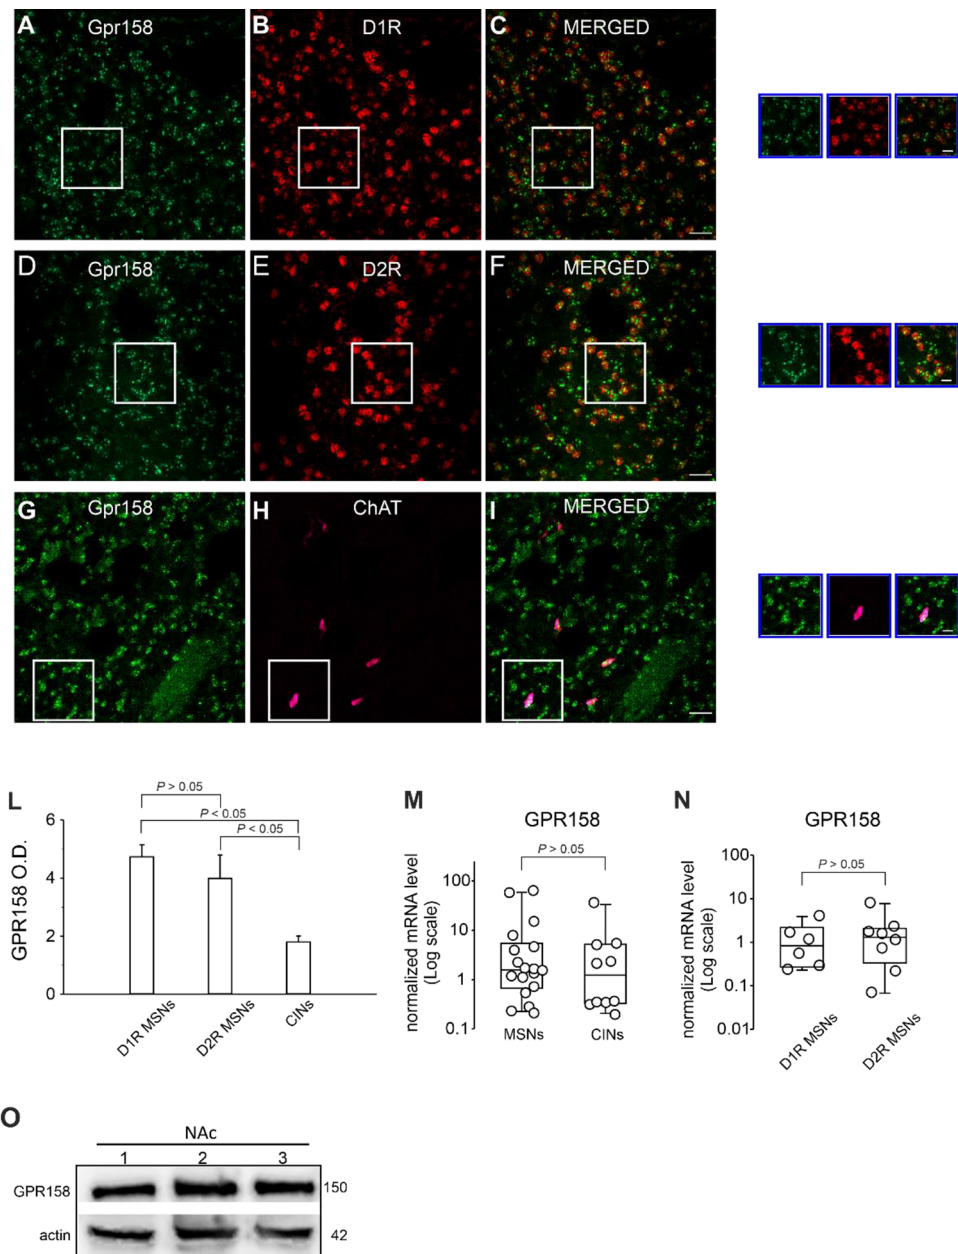 A Gpr158
B D1R
C MERGED
D Gpr158
E D2R
F MERGED
G Gpr158
H ChAT
I MERGED
L
P > 0.05
P < 0.05
P < 0.05
GPR158 O.D.
6
4
2
0
D1R MSNs
D2R MSNs
CINs
M
GPR158
P > 0.05
normalized mRNA level
(Log scale)
100
10
1
0.1
MSNs
CINs
N
GPR158
P > 0.05
normalized mRNA level
(Log scale)
100
10
1
0.1
0.01
D1R MSNs
D2R MSNs
O
NAc
1 2 3
GPR158 150
actin 42